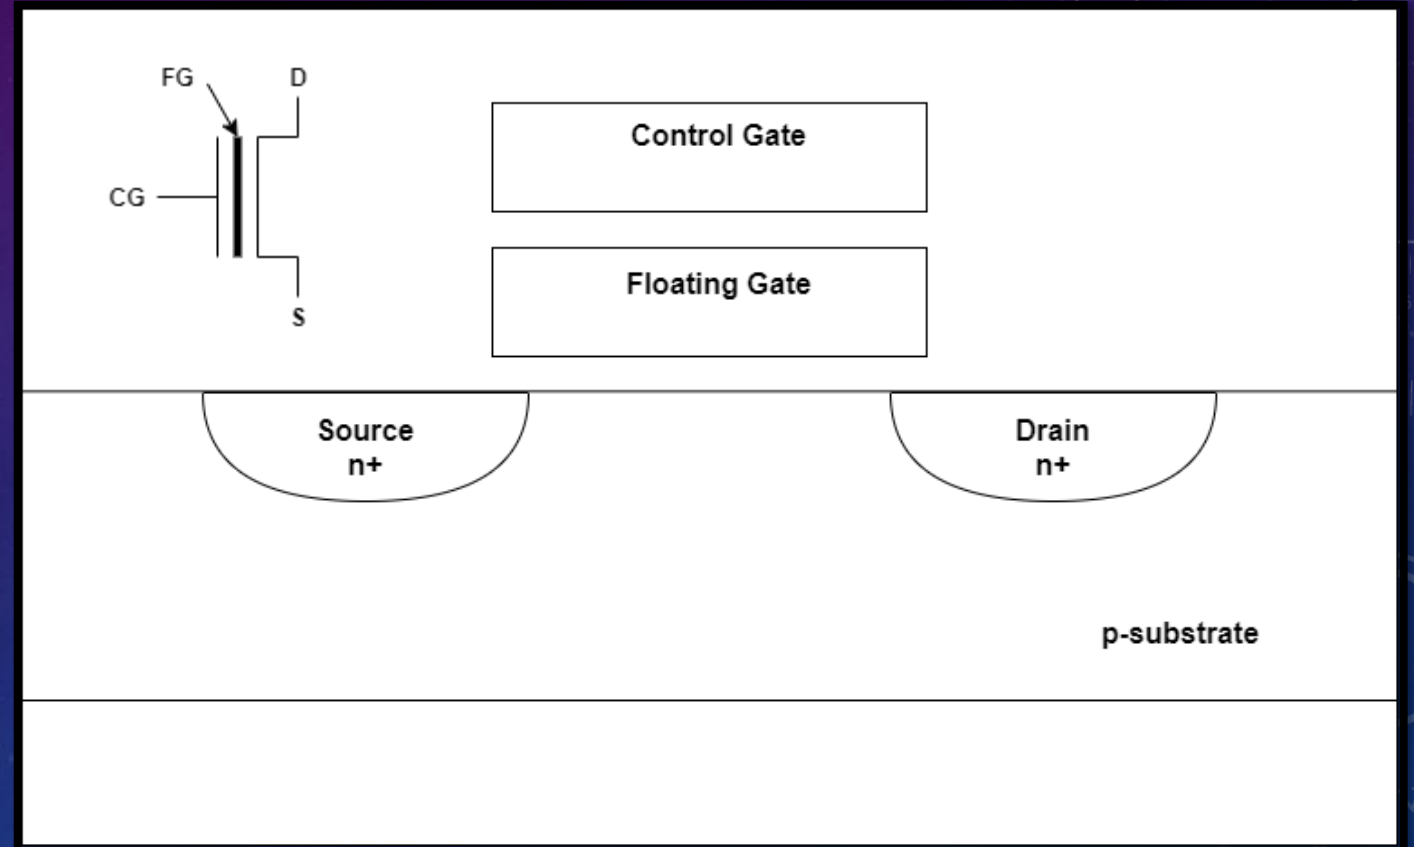 FG
D
CG
S
Control Gate
Floating Gate
Source
n+
Drain
n+
p-substrate